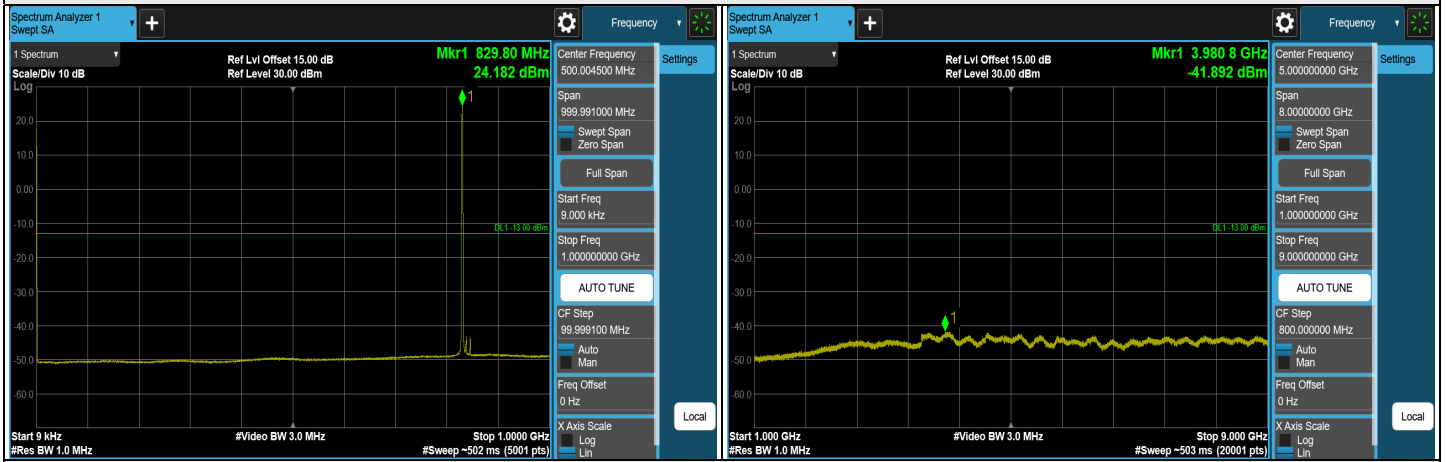 Spectrum Analyzer 1
Swept SA
+
Frequency
1 Spectrum
Scale/Div 10 dB
Log
Ref Lvl Offset 15.00 dB
Ref Level 30.00 dBm
Mkr1 829.80 MHz
24.182 dBm
1
20.0
10.0
0.00
-10.0
-20.0
-30.0
-40.0
-50.0
-60.0
DL1 -13.00 dBm
Start 9 kHz
#Res BW 1.0 MHz
#Video BW 3.0 MHz
Stop 1.0000 GHz
#Sweep ~502 ms (5001 pts)
Center Frequency
500.004500 MHz
Span
999.991000 MHz
Swept Span
Zero Span
Full Span
Start Freq
9.000 kHz
Stop Freq
1.000000000 GHz
AUTO TUNE
CF Step
99.999100 MHz
Auto
Man
Freq Offset
0 Hz
X Axis Scale
Log
Lin
Settings
Local
Spectrum Analyzer 1
Swept SA
+
Frequency
1 Spectrum
Scale/Div 10 dB
Log
Ref Lvl Offset 15.00 dB
Ref Level 30.00 dBm
Mkr1 3.980 8 GHz
-41.892 dBm
1
20.0
10.0
0.00
-10.0
-20.0
-30.0
-40.0
-50.0
-60.0
DL1 -13.00 dBm
Start 1.000 GHz
#Res BW 1.0 MHz
#Video BW 3.0 MHz
Stop 9.000 GHz
#Sweep ~503 ms (20001 pts)
Center Frequency
5.000000000 GHz
Span
8.00000000 GHz
Swept Span
Zero Span
Full Span
Start Freq
1.000000000 GHz
Stop Freq
9.000000000 GHz
AUTO TUNE
CF Step
800.000000 MHz
Auto
Man
Freq Offset
0 Hz
X Axis Scale
Log
Lin
Settings
Local